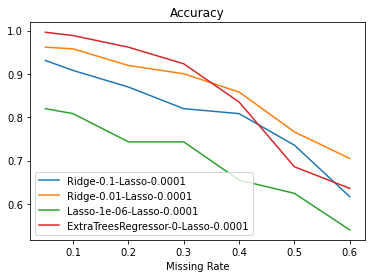 Accuracy
1.0
0.9
0.8
0.7
0.6
Ridge-0.1-Lasso-0.0001
Ridge-0.01-Lasso-0.0001
Lasso-1e-06-Lasso-0.0001
ExtraTreesRegressor-0-Lasso-0.0001
0.1 0.2 0.3 0.4 0.5 0.6
Missing Rate